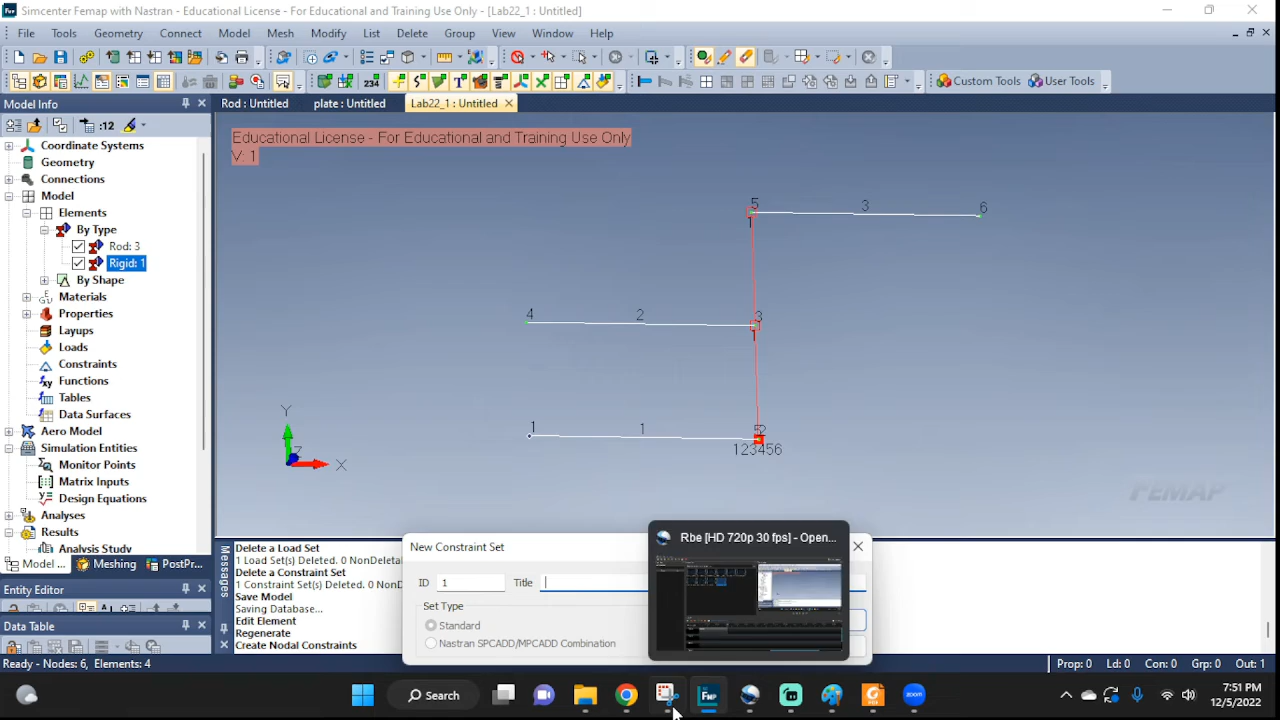 Simcenter Femap with Nastran - Educational License - For Educational and Training Use Only - [Lab22_1 : Untitled]
File Tools Geometry Connect Model Mesh Modify List Delete Group View Window Help
234
Custom Tools User Tools
Model Info
Rod : Untitled plate : Untitled Lab22_1 : Untitled
:12
Educational License - For Educational and Training Use Only
V: 1
Coordinate Systems
Geometry
Connections
Model
Elements
By Type
Rod: 3
Rigid: 1
By Shape
Materials
Properties
Layups
Loads
Constraints
Functions
Tables
Data Surfaces
Aero Model
Simulation Entities
Monitor Points
Matrix Inputs
Design Equations
Analyses
Results
Analysis Study
Model ... Meshing PostPr...
Entity Editor
Data Table
5 3 6
1
4 2 3
1
1 1 2
123456
Y
Z
X
FEMAP
Messages
Delete a Load Set
1 Load Set(s) Deleted. 0 NonDeletab
Delete a Constraint Set
1 Constraint Set(s) Deleted. 0 NonD
Save Model
Saving Database...
Edit Element
Regenerate
Create Nodal Constraints
New Constraint Set
ID 1 Title
Set Type
Standard
Nastran SPCADD/MPCADD Combination
Rbe [HD 720p 30 fps] - Open...
Ready - Nodes: 6, Elements: 4
Prop: 0 Ld: 0 Con: 0 Grp: 0 Out: 1
Search
FMP
zoom
7:51 PM
12/5/2022